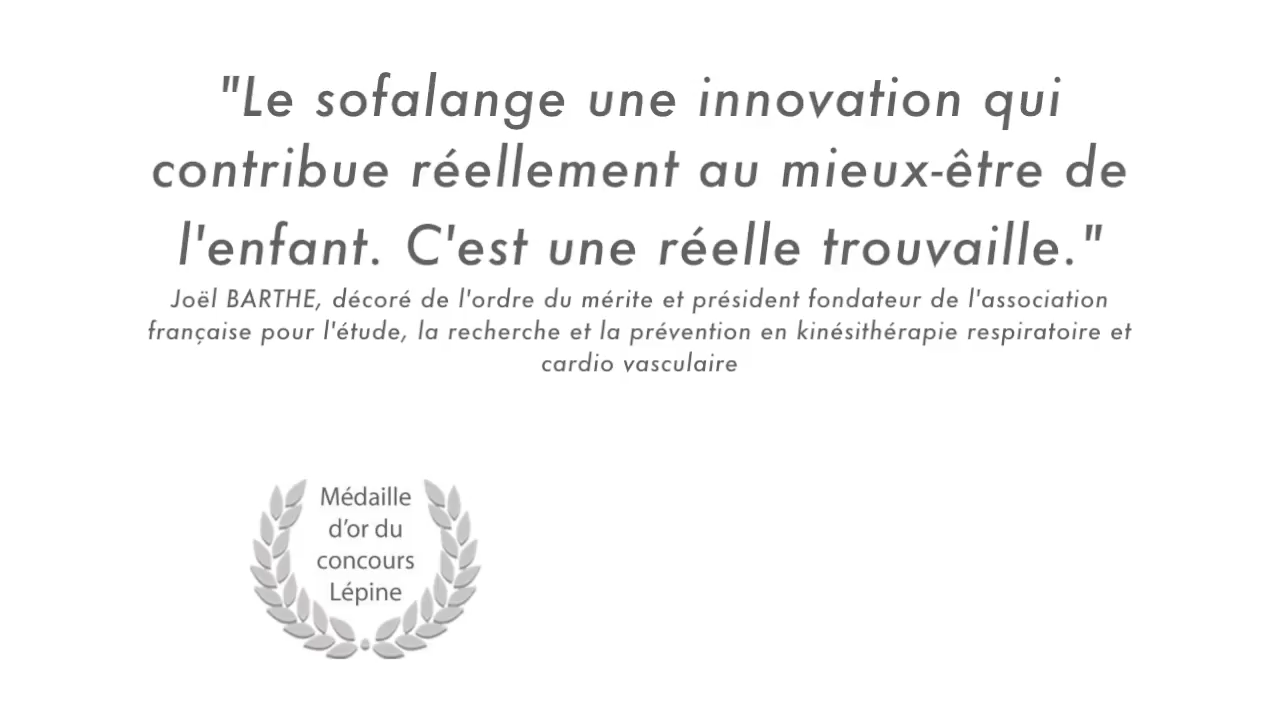 "Le sofalange une innovation qui
contribue réellement au mieux-être de
l'enfant. C'est une réelle trouvaille."
Joël BARTHE, décoré de l'ordre du mérite et président fondateur de l'association
française pour l'étude, la recherche et la prévention en kinésithérapie respiratoire et
cardio vasculaire
Médaille
d’or du
concours
Lépine